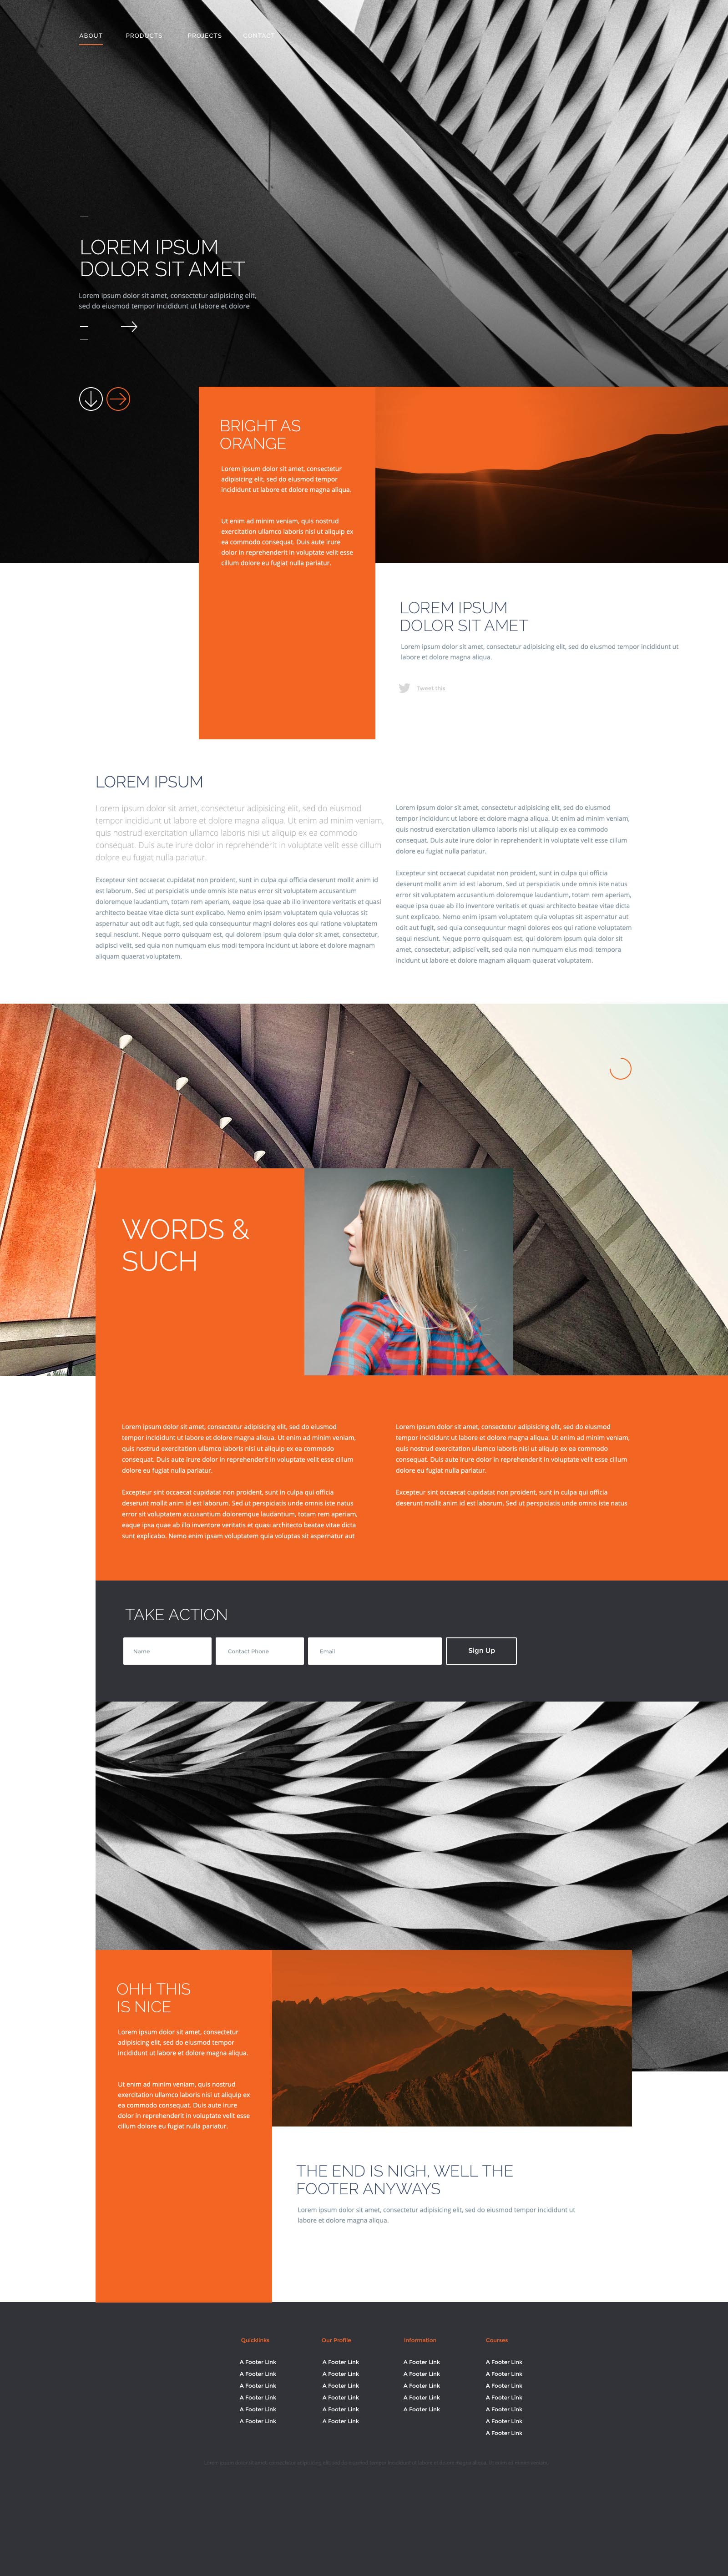 ABOUT PRODUCTS PROJECTS CONTACT
LOREM IPSUM
DOLOR SIT AMET
Lorem ipsum dolor sit amet, consectetur adipisicing elit,
sed do eiusmod tempor incididunt ut labore et dolore
BRIGHT AS
ORANGE
Lorem ipsum dolor sit amet, consectetur
adipisicing elit, sed do eiusmod tempor
incididunt ut labore et dolore magna aliqua.
Ut enim ad minim veniam, quis nostrud
exercitation ullamco laboris nisi ut aliquip ex
ea commodo consequat. Duis aute irure
dolor in reprehenderit in voluptate velit esse
cillum dolore eu fugiat nulla pariatur.
LOREM IPSUM
DOLOR SIT AMET
Lorem ipsum dolor sit amet, consectetur adipisicing elit, sed do eiusmod tempor incididunt ut
labore et dolore magna aliqua.
Tweet this
LOREM IPSUM
Lorem ipsum dolor sit amet, consectetur adipisicing elit, sed do eiusmod
tempor incididunt ut labore et dolore magna aliqua. Ut enim ad minim veniam,
quis nostrud exercitation ullamco laboris nisi ut aliquip ex ea commodo
consequat. Duis aute irure dolor in reprehenderit in voluptate velit esse cillum
dolore eu fugiat nulla pariatur.
Excepteur sint occaecat cupidatat non proident, sunt in culpa qui officia deserunt mollit anim id
est laborum. Sed ut perspiciatis unde omnis iste natus error sit voluptatem accusantium
doloremque laudantium, totam rem aperiam, eaque ipsa quae ab illo inventore veritatis et quasi
architecto beatae vitae dicta sunt explicabo. Nemo enim ipsam voluptatem quia voluptas sit
aspernatur aut odit aut fugit, sed quia consequuntur magni dolores eos qui ratione voluptatem
sequi nesciunt. Neque porro quisquam est, qui dolorem ipsum quia dolor sit amet, consectetur,
adipisci velit, sed quia non numquam eius modi tempora incidunt ut labore et dolore magnam
aliquam quaerat voluptatem.
Lorem ipsum dolor sit amet, consectetur adipisicing elit, sed do eiusmod
tempor incididunt ut labore et dolore magna aliqua. Ut enim ad minim veniam,
quis nostrud exercitation ullamco laboris nisi ut aliquip ex ea commodo
consequat. Duis aute irure dolor in reprehenderit in voluptate velit esse cillum
dolore eu fugiat nulla pariatur.
Excepteur sint occaecat cupidatat non proident, sunt in culpa qui officia
deserunt mollit anim id est laborum. Sed ut perspiciatis unde omnis iste natus
error sit voluptatem accusantium doloremque laudantium, totam rem aperiam,
eaque ipsa quae ab illo inventore veritatis et quasi architecto beatae vitae dicta
sunt explicabo. Nemo enim ipsam voluptatem quia voluptas sit aspernatur aut
odit aut fugit, sed quia consequuntur magni dolores eos qui ratione voluptatem
sequi nesciunt. Neque porro quisquam est, qui dolorem ipsum quia dolor sit
amet, consectetur, adipisci velit, sed quia non numquam eius modi tempora
incidunt ut labore et dolore magnam aliquam quaerat voluptatem.
WORDS &
SUCH
Lorem ipsum dolor sit amet, consectetur adipisicing elit, sed do eiusmod
tempor incididunt ut labore et dolore magna aliqua. Ut enim ad minim veniam,
quis nostrud exercitation ullamco laboris nisi ut aliquip ex ea commodo
consequat. Duis aute irure dolor in reprehenderit in voluptate velit esse cillum
dolore eu fugiat nulla pariatur.
Excepteur sint occaecat cupidatat non proident, sunt in culpa qui officia
deserunt mollit anim id est laborum. Sed ut perspiciatis unde omnis iste natus
error sit voluptatem accusantium doloremque laudantium, totam rem aperiam,
eaque ipsa quae ab illo inventore veritatis et quasi architecto beatae vitae dicta
sunt explicabo. Nemo enim ipsam voluptatem quia voluptas sit aspernatur aut
Lorem ipsum dolor sit amet, consectetur adipisicing elit, sed do eiusmod
tempor incididunt ut labore et dolore magna aliqua. Ut enim ad minim veniam,
quis nostrud exercitation ullamco laboris nisi ut aliquip ex ea commodo
consequat. Duis aute irure dolor in reprehenderit in voluptate velit esse cillum
dolore eu fugiat nulla pariatur.
Excepteur sint occaecat cupidatat non proident, sunt in culpa qui officia
deserunt mollit anim id est laborum. Sed ut perspiciatis unde omnis iste natus
TAKE ACTION
Name Contact Phone Email Sign Up
OHH THIS
IS NICE
Lorem ipsum dolor sit amet, consectetur
adipisicing elit, sed do eiusmod tempor
incididunt ut labore et dolore magna aliqua.
Ut enim ad minim veniam, quis nostrud
exercitation ullamco laboris nisi ut aliquip ex
ea commodo consequat. Duis aute irure
dolor in reprehenderit in voluptate velit esse
cillum dolore eu fugiat nulla pariatur.
THE END IS NIGH, WELL THE
FOOTER ANYWAYS
Lorem ipsum dolor sit amet, consectetur adipisicing elit, sed do eiusmod tempor incididunt ut
labore et dolore magna aliqua.
Quicklinks Our Profile Information Courses
A Footer Link A Footer Link A Footer Link A Footer Link
A Footer Link A Footer Link A Footer Link A Footer Link
A Footer Link A Footer Link A Footer Link A Footer Link
A Footer Link A Footer Link A Footer Link A Footer Link
A Footer Link A Footer Link A Footer Link A Footer Link
A Footer Link A Footer Link A Footer Link
A Footer Link